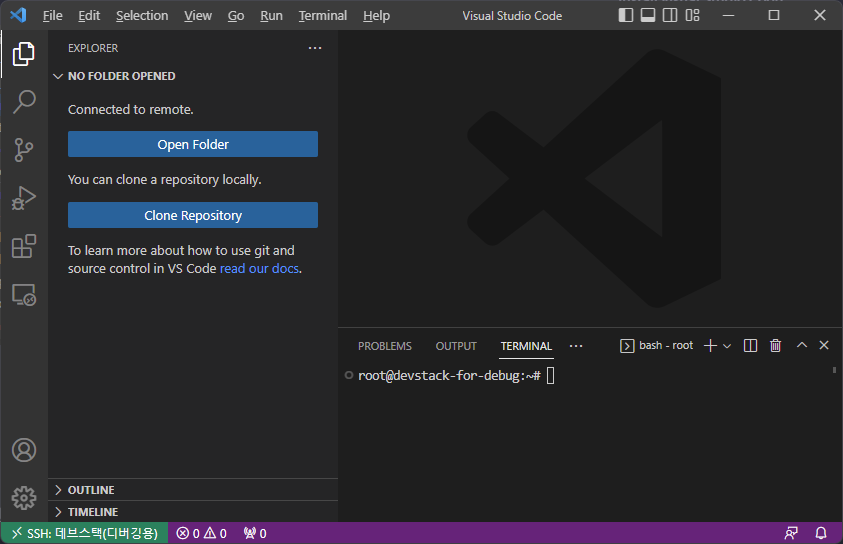 File Edit Selection View Go Run Terminal Help Visual Studio Code
EXPLORER
NO FOLDER OPENED
Connected to remote.
Open Folder
You can clone a repository locally.
Clone Repository
To learn more about how to use git and
source control in VS Code read our docs.
PROBLEMS OUTPUT TERMINAL ··· bash - root
root@devstack-for-debug:~#
OUTLINE
TIMELINE
SSH: 데브스택(디버깅용) 0 0 0